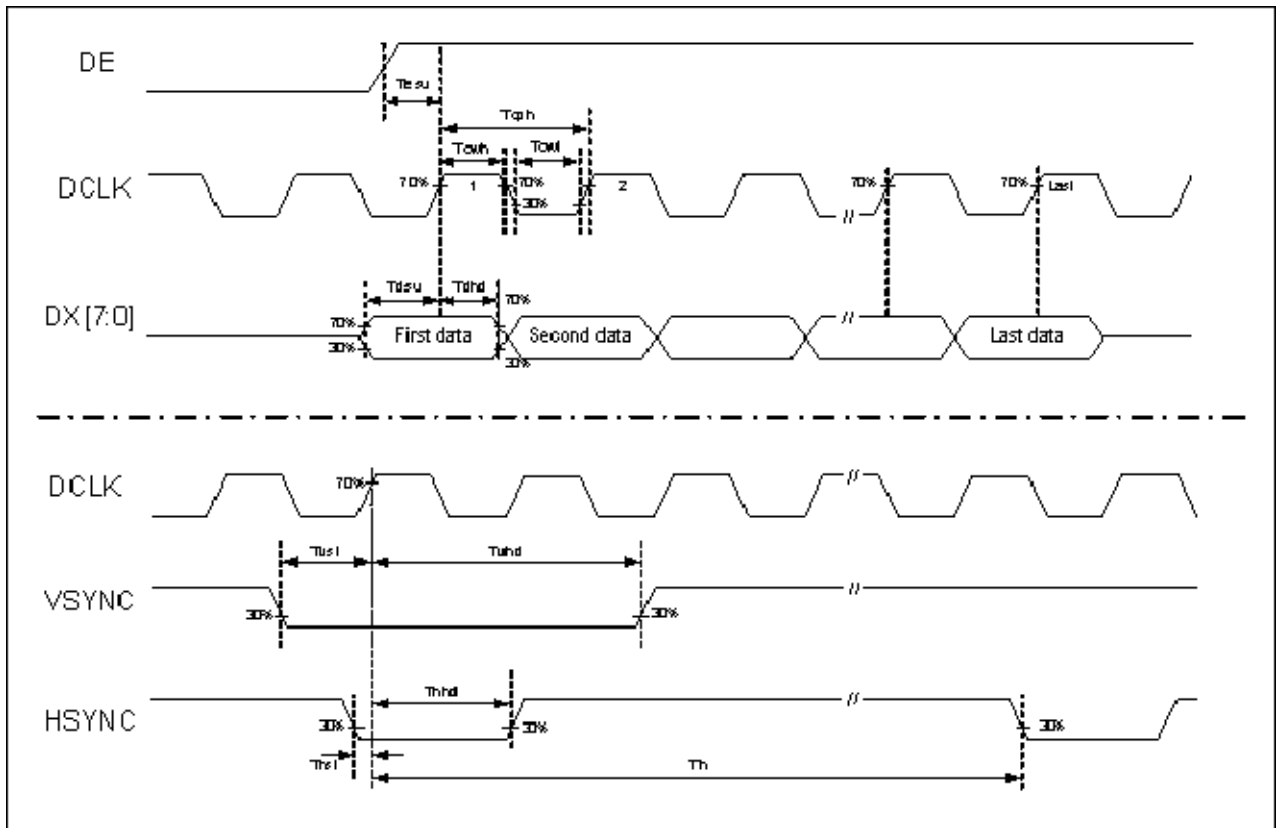 DE
Tesu
Tcph
Tcwh
Tcwl
DCLK
70%
1
70%
30%
2
70%
70%
Last
//
Tdsu
Tdhd
70%
DX[7:0]
70%
30%
First data
30%
Second data
//
Last data
DCLK
70%
//
Tvst
Tvhd
VSYNC
30%
30%
//
Thhd
HSYNC
30%
30%
//
30%
Thst
Th